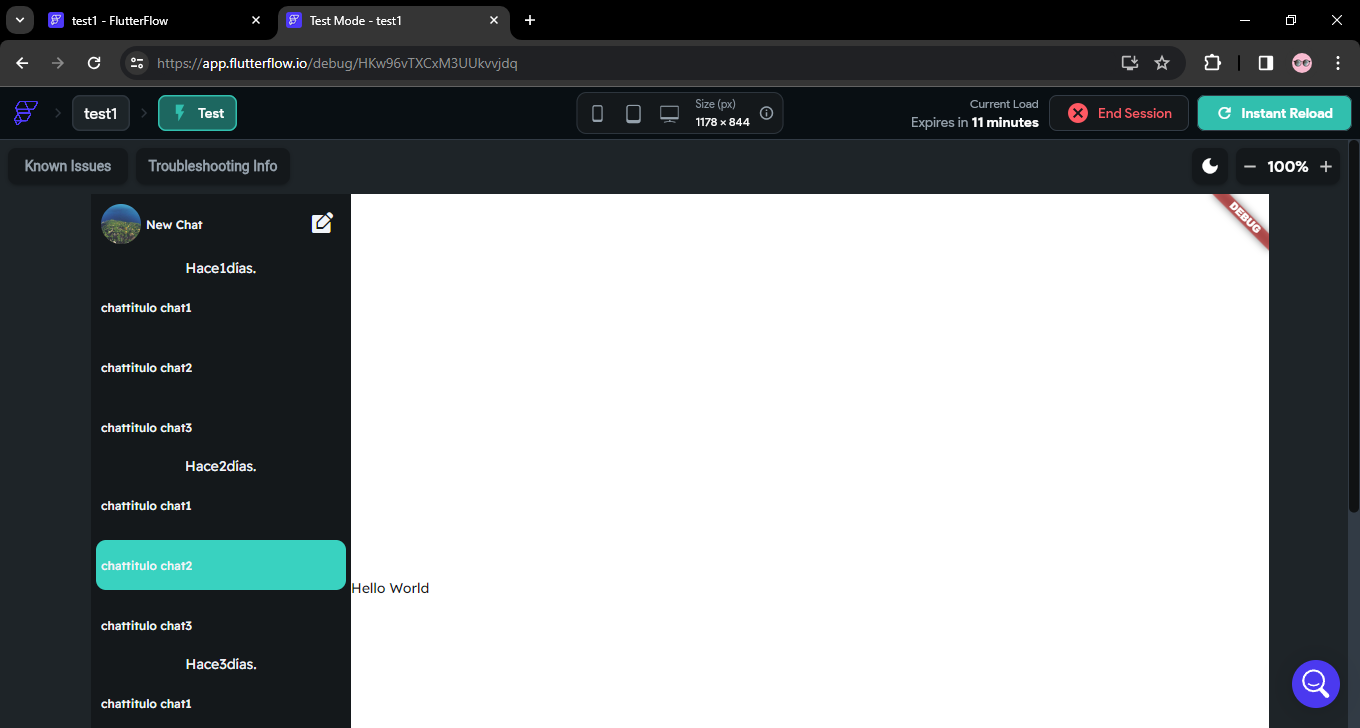 test1 - FlutterFlow
Test Mode - test1
https://app.flutterflow.io/debug/HKw96vTXCxM3UUkvvjdq
test1
Test
Size (px)
1178 × 844
Current Load
Expires in 11 minutes
End Session
Instant Reload
Known Issues
Troubleshooting Info
100%
New Chat
DEBUG
Hace1días.
chattitulo chat1
chattitulo chat2
chattitulo chat3
Hace2días.
chattitulo chat1
chattitulo chat2
Hello World
chattitulo chat3
Hace3días.
chattitulo chat1